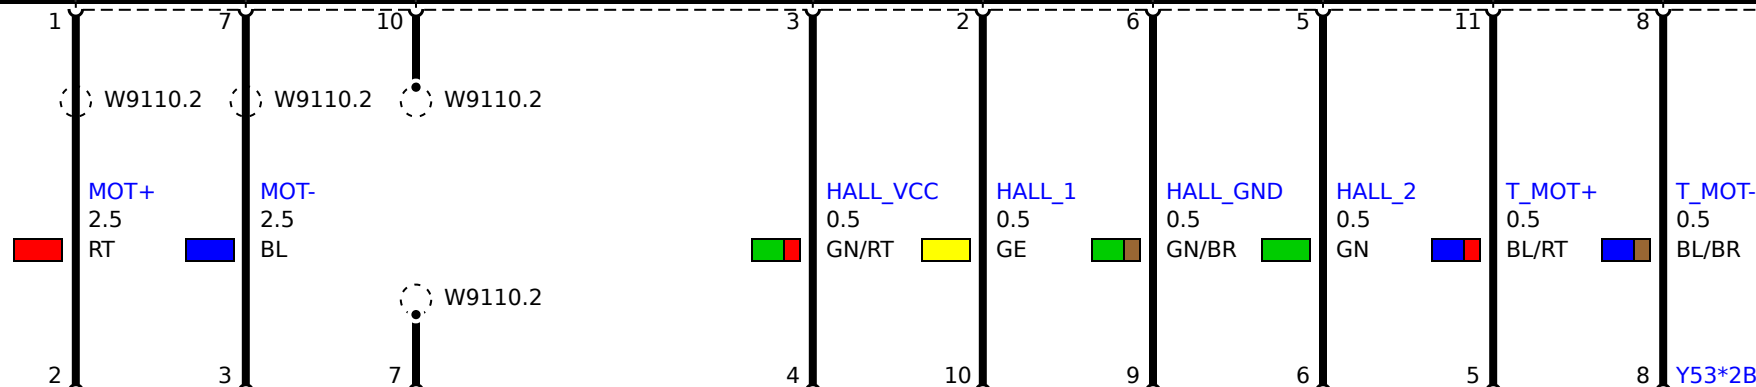 1 7 10 3 2 6 5 11 8
W9110.2 W9110.2 W9110.2
MOT+ MOT- HALL_VCC HALL_1 HALL_GND HALL_2 T_MOT+ T_MOT-
2.5 2.5 0.5 0.5 0.5 0.5 0.5 0.5
RT BL GN/RT GE GN/BR GN BL/RT BL/BR
W9110.2
2 3 7 4 10 9 6 5 8 Y53*2B